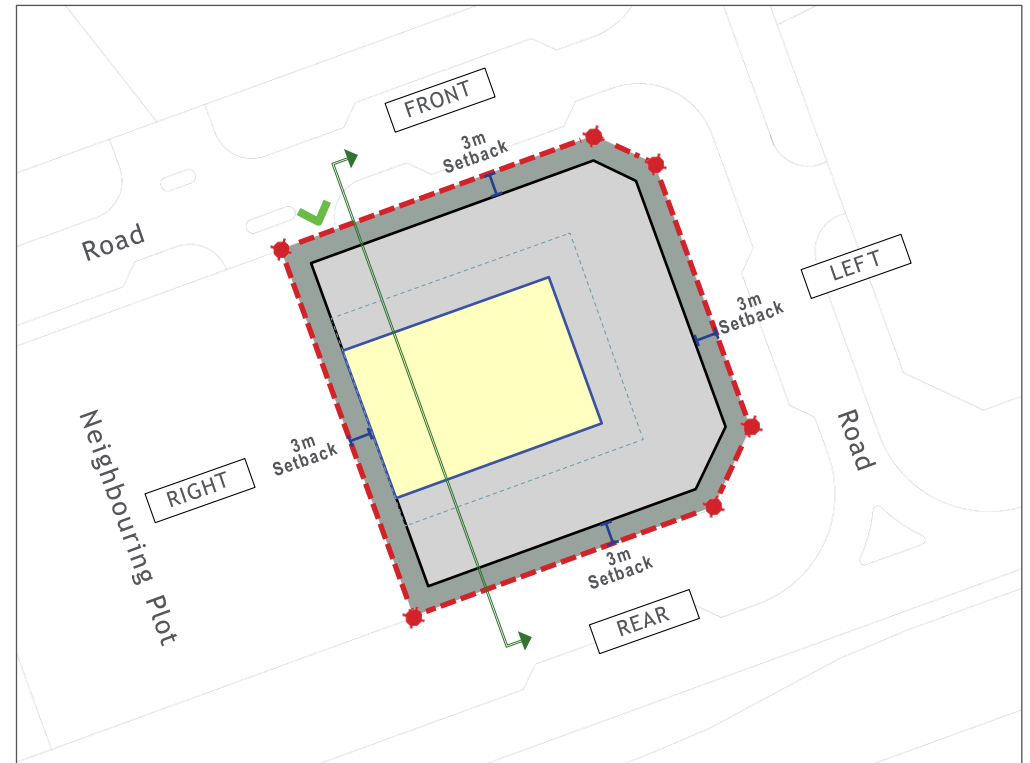 FRONT
3m
Setback
Road
LEFT
3m
Setback
Neighbouring Plot
3m
Setback
RIGHT
Road
3m
Setback
REAR